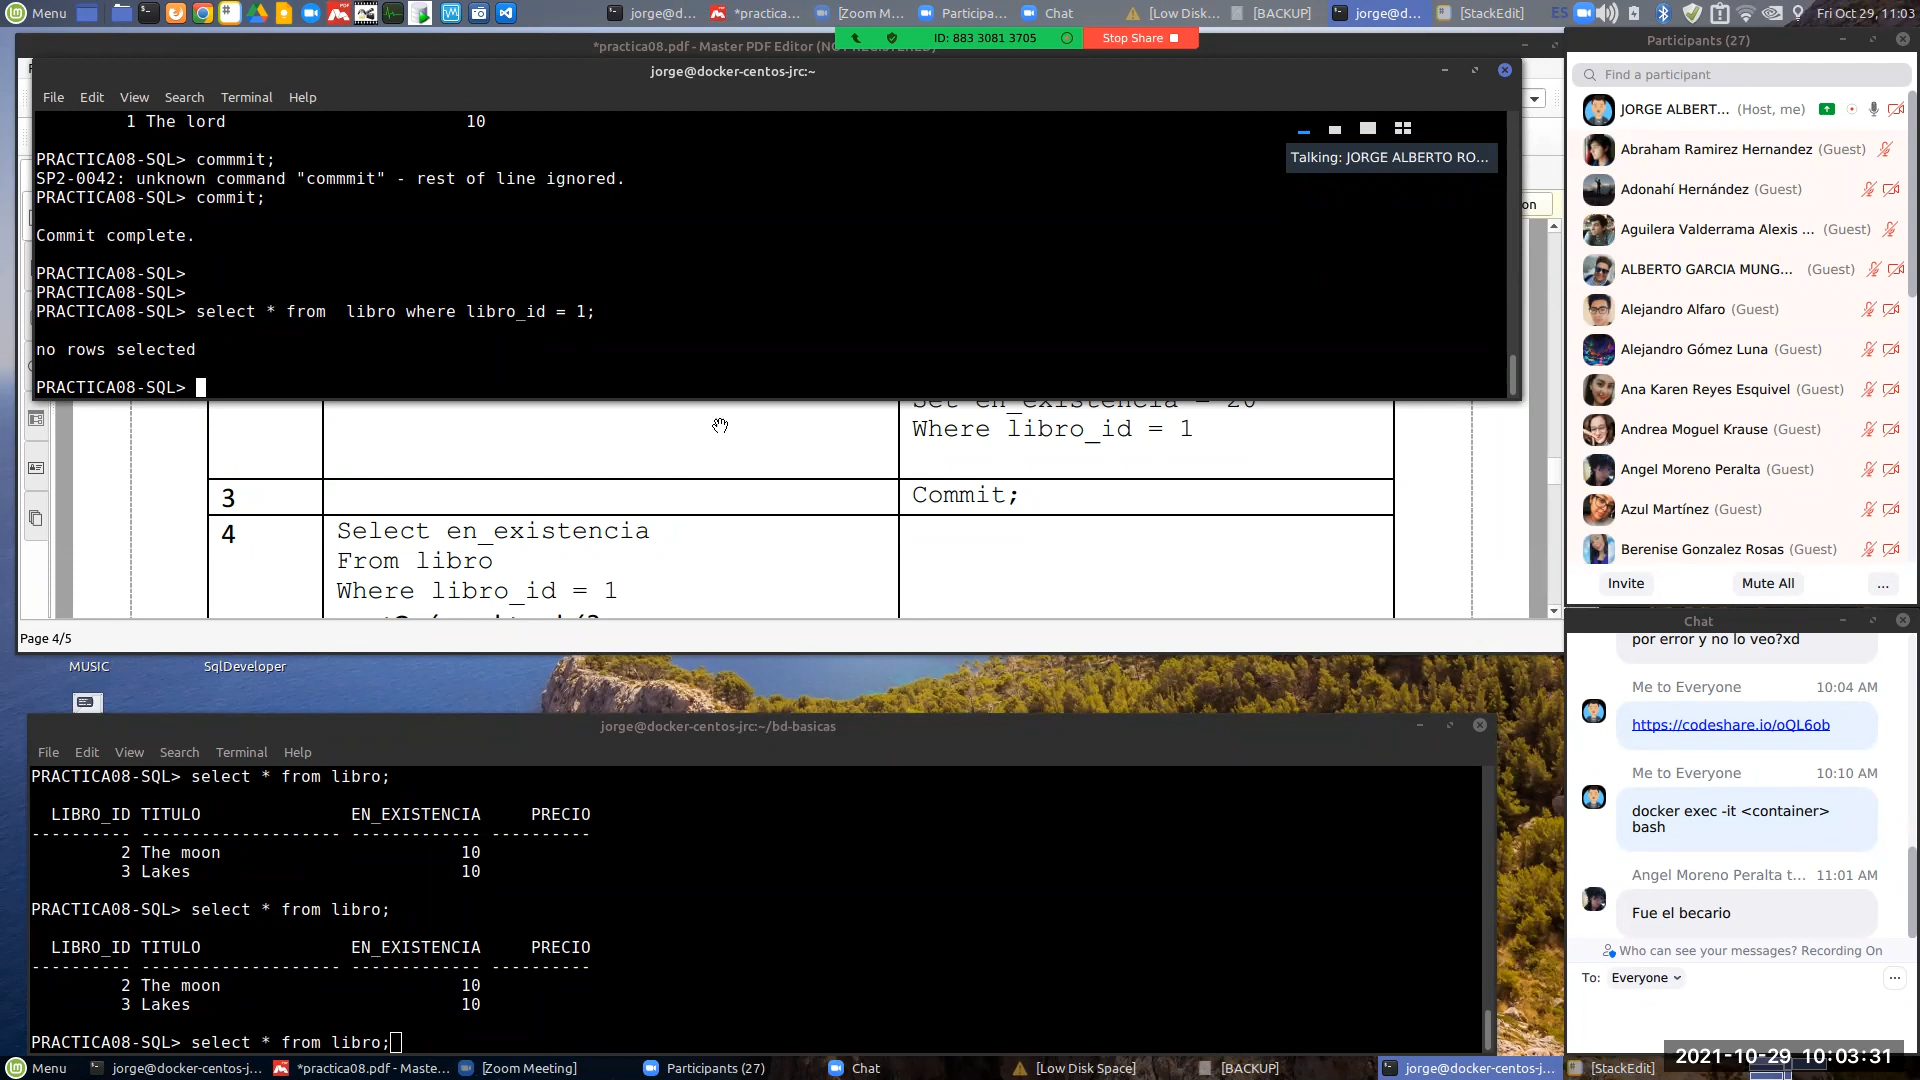 Menu
jorge@d...
*practica...
[Zoom M...
Participa...
Chat
[Low Disk...
[BACKUP]
jorge@d...
[StackEdit]
ES
Fri Oct 29, 11:03
ID: 883 3081 3705
Stop Share
*practica08.pdf - Master PDF Editor
jorge@docker-centos-jrc:~
File Edit View Search Terminal Help
1 The lord 10
PRACTICA08-SQL> commmit;
SP2-0042: unknown command "commmit" - rest of line ignored.
PRACTICA08-SQL> commit;
Commit complete.
PRACTICA08-SQL>
PRACTICA08-SQL>
PRACTICA08-SQL> select * from  libro where libro_id = 1;
no rows selected
PRACTICA08-SQL>
Talking: JORGE ALBERTO RO...
on
Set en_existencia = 20
Where libro_id = 1
3 Commit;
4 Select en_existencia
From libro
Where libro_id = 1
Page 4/5
MUSIC SqlDeveloper
jorge@docker-centos-jrc:~/bd-basicas
File Edit View Search Terminal Help
PRACTICA08-SQL> select * from libro;
LIBRO_ID TITULO EN_EXISTENCIA PRECIO
---------- -------------------- ------------- ----------
2 The moon 10
3 Lakes 10
PRACTICA08-SQL> select * from libro;
LIBRO_ID TITULO EN_EXISTENCIA PRECIO
---------- -------------------- ------------- ----------
2 The moon 10
3 Lakes 10
PRACTICA08-SQL> select * from libro;
Participants (27)
Find a participant
JORGE ALBERT... (Host, me)
Abraham Ramirez Hernandez (Guest)
Adonahí Hernández (Guest)
Aguilera Valderrama Alexis ... (Guest)
ALBERTO GARCIA MUNG... (Guest)
Alejandro Alfaro (Guest)
Alejandro Gómez Luna (Guest)
Ana Karen Reyes Esquivel (Guest)
Andrea Moguel Krause (Guest)
Angel Moreno Peralta (Guest)
Azul Martínez (Guest)
Berenise Gonzalez Rosas (Guest)
Invite Mute All ...
Chat
por error y no lo veo?xd
Me to Everyone 10:04 AM
https://codeshare.io/oQL6ob
Me to Everyone 10:10 AM
docker exec -it <container>
bash
Angel Moreno Peralta t... 11:01 AM
Fue el becario
Who can see your messages? Recording On
To: Everyone
2021-10-29 10:03:31
Menu
jorge@docker-centos-j...
*practica08.pdf - Maste...
[Zoom Meeting]
Participants (27)
Chat
[Low Disk Space]
[BACKUP]
jorge@docker-centos-j...
[StackEdit]